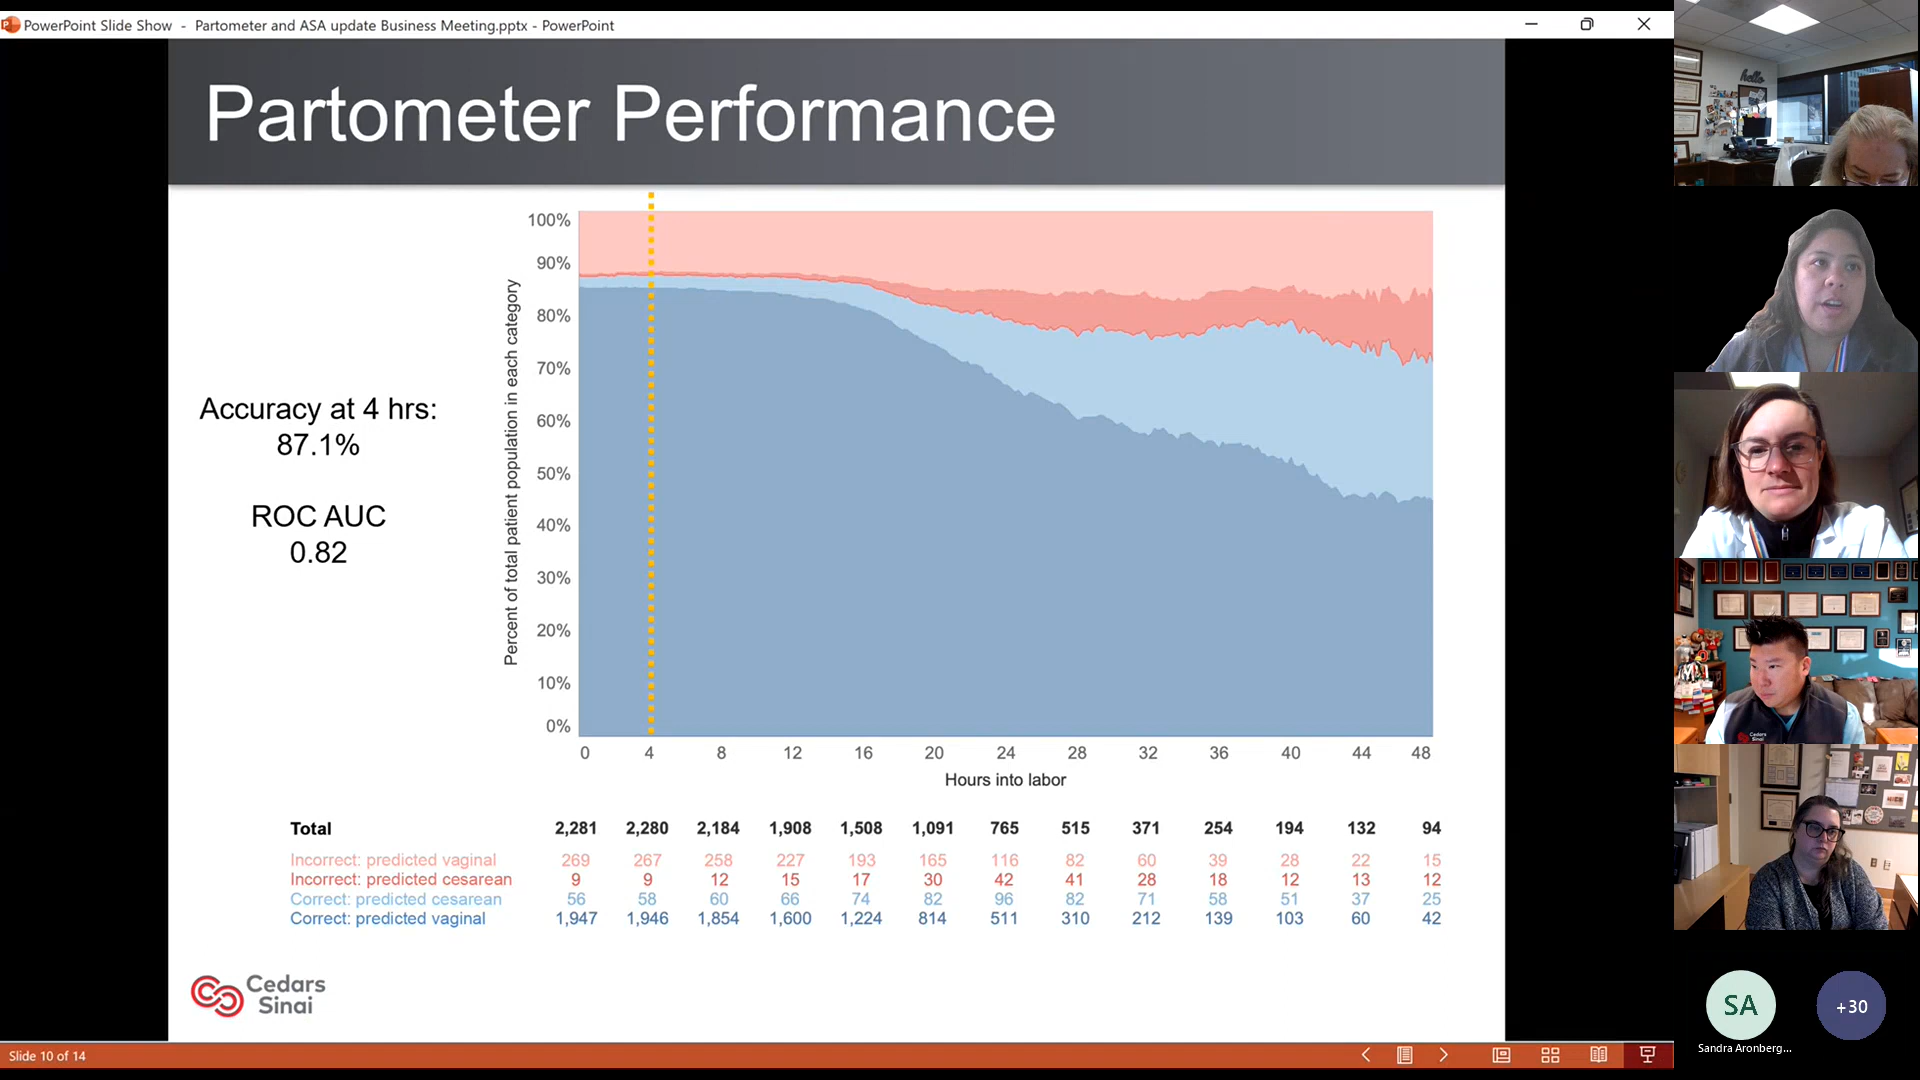 PowerPoint Slide Show - Partometer and ASA update Business Meeting.pptx - PowerPoint
Partometer Performance
Accuracy at 4 hrs:
87.1%
ROC AUC
0.82
Percent of total patient population in each category
100%
90%
80%
70%
60%
50%
40%
30%
20%
10%
0%
0 4 8 12 16 20 24 28 32 36 40 44 48
Hours into labor
Total 2,281 2,280 2,184 1,908 1,508 1,091 765 515 371 254 194 132 94
Incorrect: predicted vaginal 269 267 258 227 193 165 116 82 60 39 28 22 15
Incorrect: predicted cesarean 9 9 12 15 17 30 42 41 28 18 12 13 12
Correct: predicted cesarean 56 58 60 66 74 82 96 82 71 58 51 37 25
Correct: predicted vaginal 1,947 1,946 1,854 1,600 1,224 814 511 310 212 139 103 60 42
Cedars
Sinai
Slide 10 of 14
hello
Cedars
Sinai
SA
+30
Sandra Aronberg...